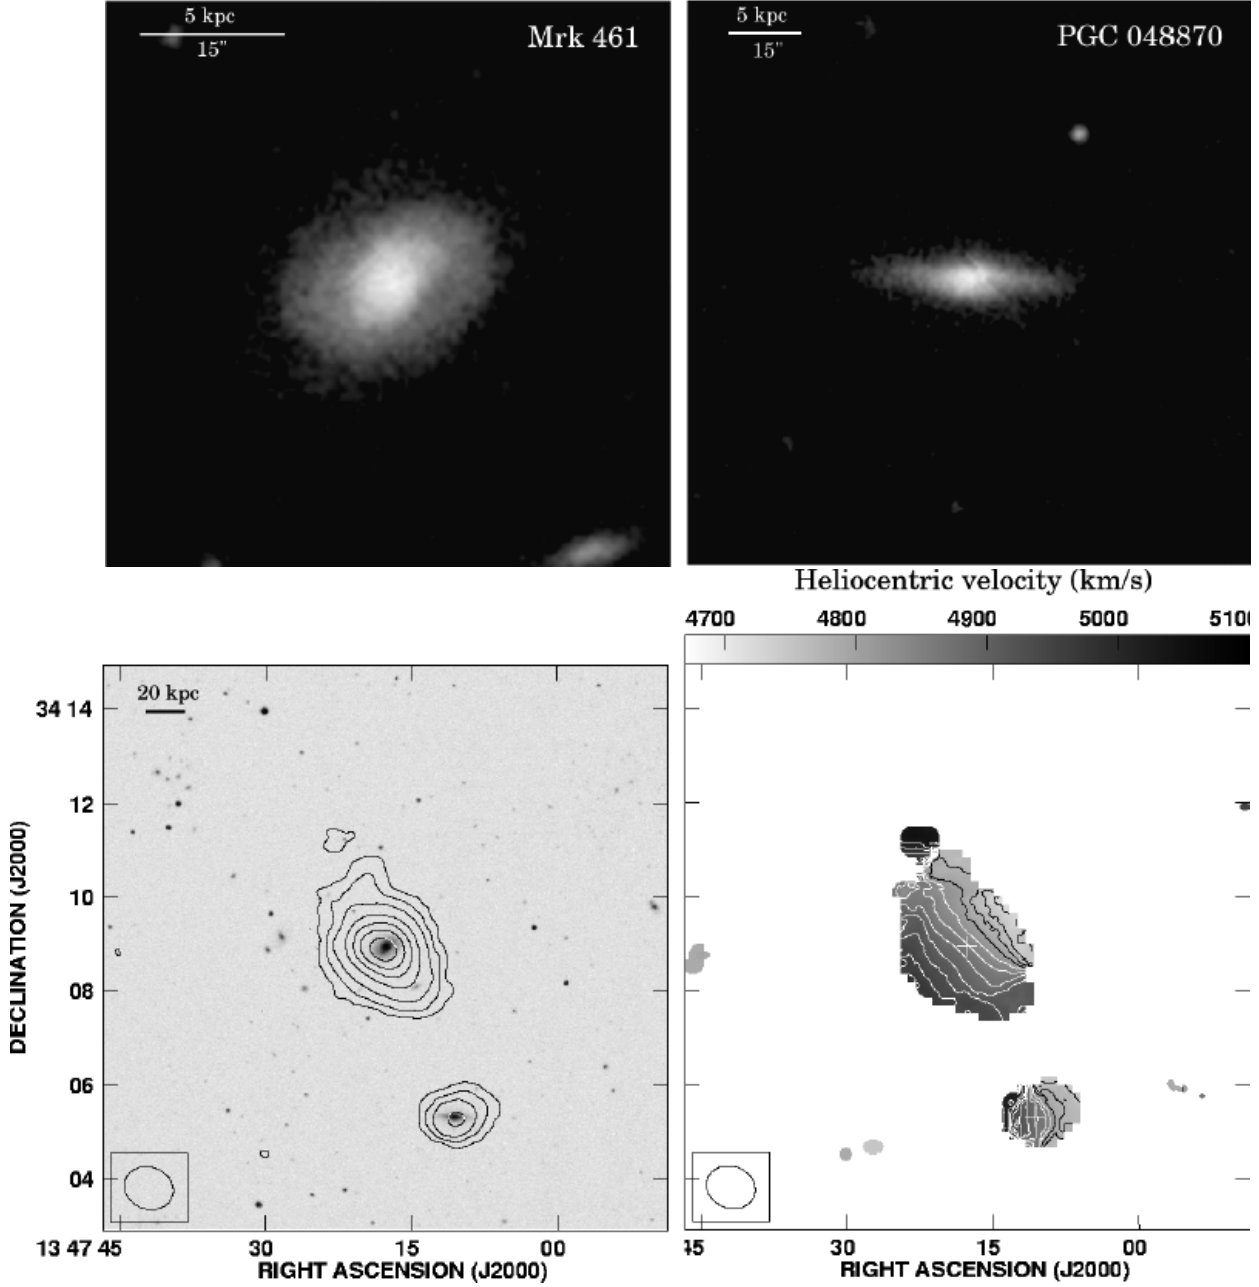 5 kpc
15"
Mrk 461
5 kpc
15"
PGC 048870
Heliocentric velocity (km/s)
4700 4800 4900 5000 5100
20 kpc
34 14
12
10
08
06
04
DECLINATION (J2000)
13 47 45 30 15 00
RIGHT ASCENSION (J2000)
45 30 15 00
RIGHT ASCENSION (J2000)